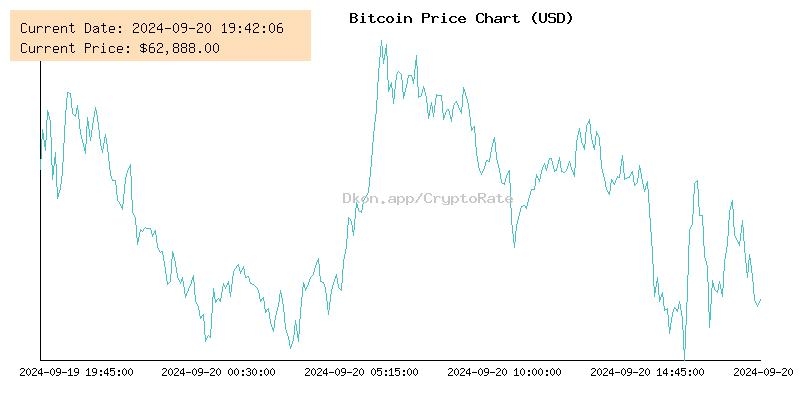 Bitcoin Price Chart (USD)
Current Date: 2024-09-20 19:42:06
Current Price: $62,888.00
Dkon.app/CryptoRate
2024-09-19 19:45:00 2024-09-20 00:30:00 2024-09-20 05:15:00 2024-09-20 10:00:00 2024-09-20 14:45:00 2024-09-20